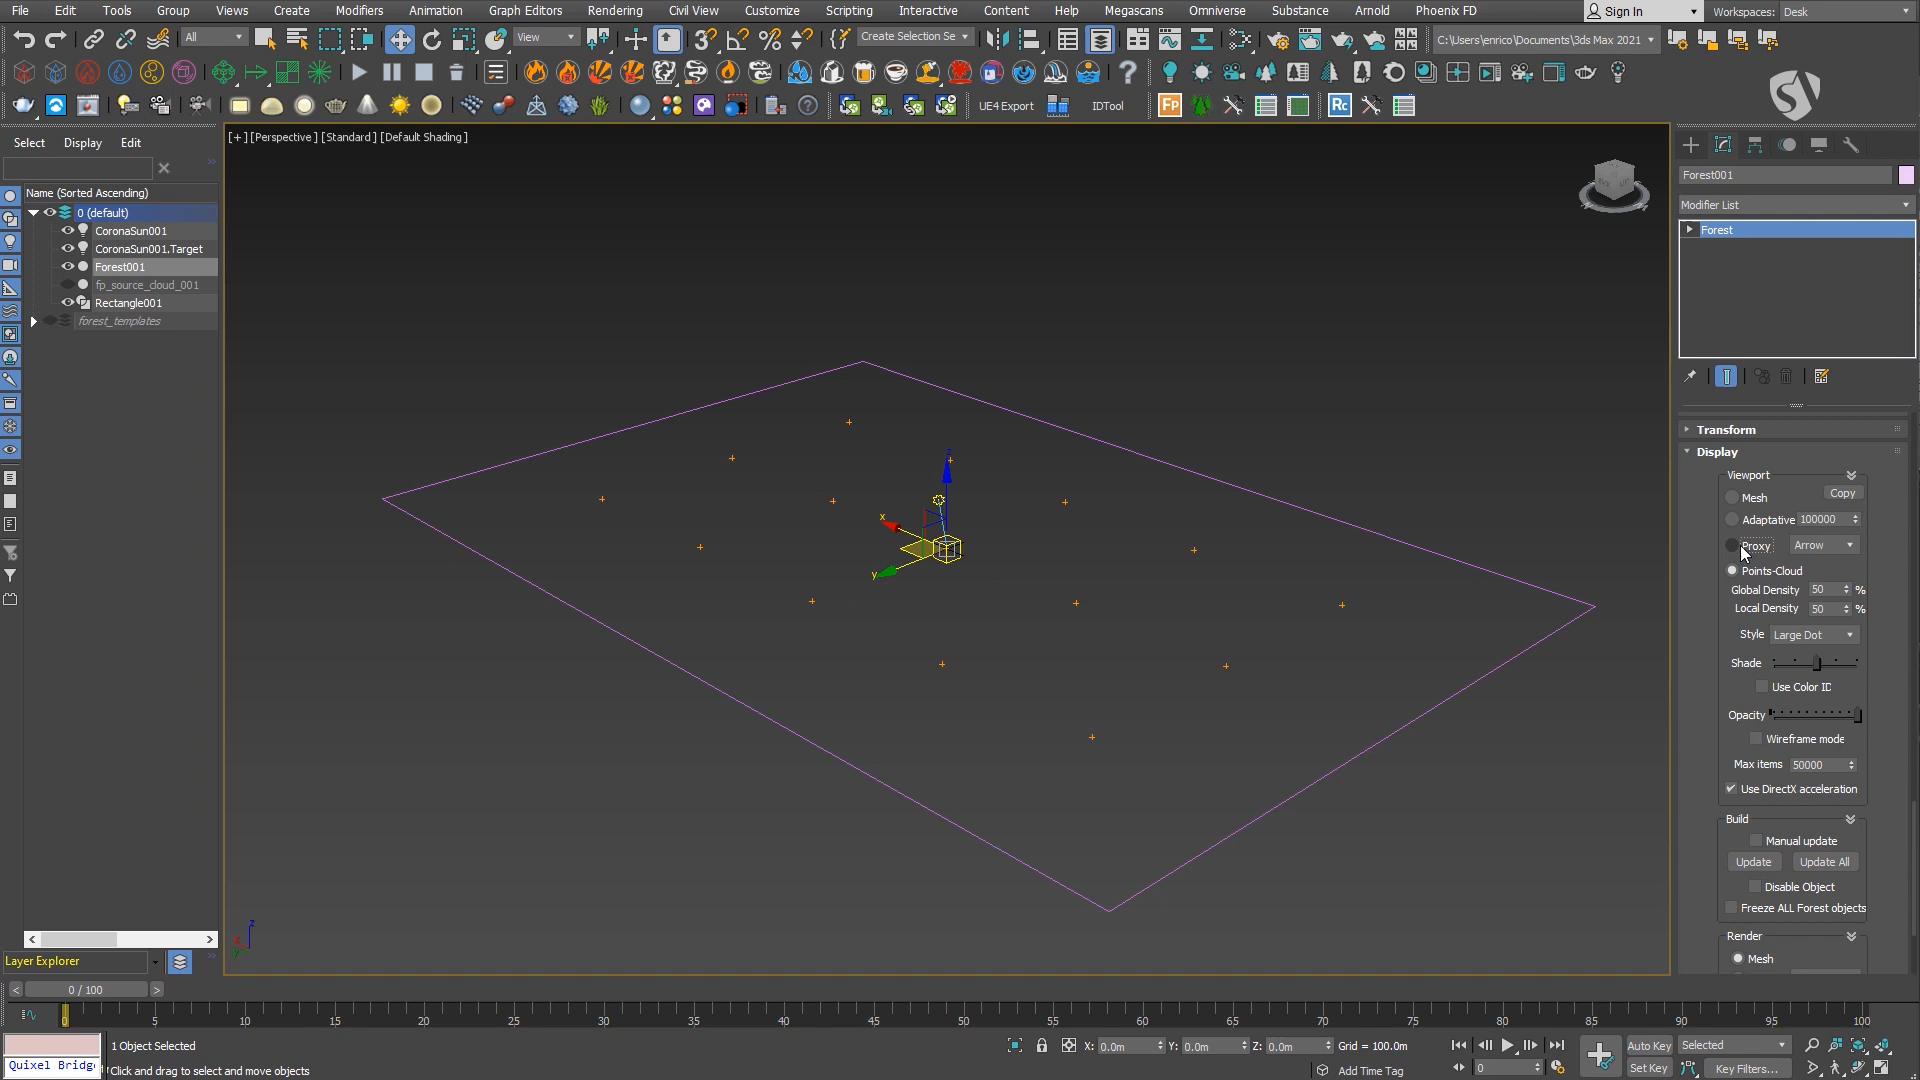 File Edit Tools Group Views Create Modifiers Animation Graph Editors Rendering Civil View Customize Scripting Interactive Content Help Megascans Omniverse Substance Arnold Phoenix FD Sign In Workspaces: Desk
All View Create Selection Se C:\Users\enrico\Documents\3ds Max 2021
UE4 Export IDTool Fp Rc
Select Display Edit
[+] [Perspective] [Standard] [Default Shading]
Name (Sorted Ascending)
0 (default)
CoronaSun001
CoronaSun001.Target
Forest001
fp_source_cloud_001
Rectangle001
forest_templates
z
x
y
Forest001
Modifier List
Forest
Transform
Display
Viewport
Mesh Copy
Adaptative 100000
Proxy Arrow
Points-Cloud
Global Density 50 %
Local Density 50 %
Style Large Dot
Shade
Use Color ID
Opacity
Wireframe mode
Max items 50000
Use DirectX acceleration
Build
Manual update
Update Update All
Disable Object
Freeze ALL Forest objects
Render
Mesh
Layer Explorer
< 0 / 100 >
0 5 10 15 20 25 30 35 40 45 50 55 60 65 70 75 80 85 90 95 100
1 Object Selected X: 0.0m Y: 0.0m Z: 0.0m Grid = 100.0m Auto Key Selected
Quixel Bridg Click and drag to select and move objects Add Time Tag 0 Set Key Key Filters...